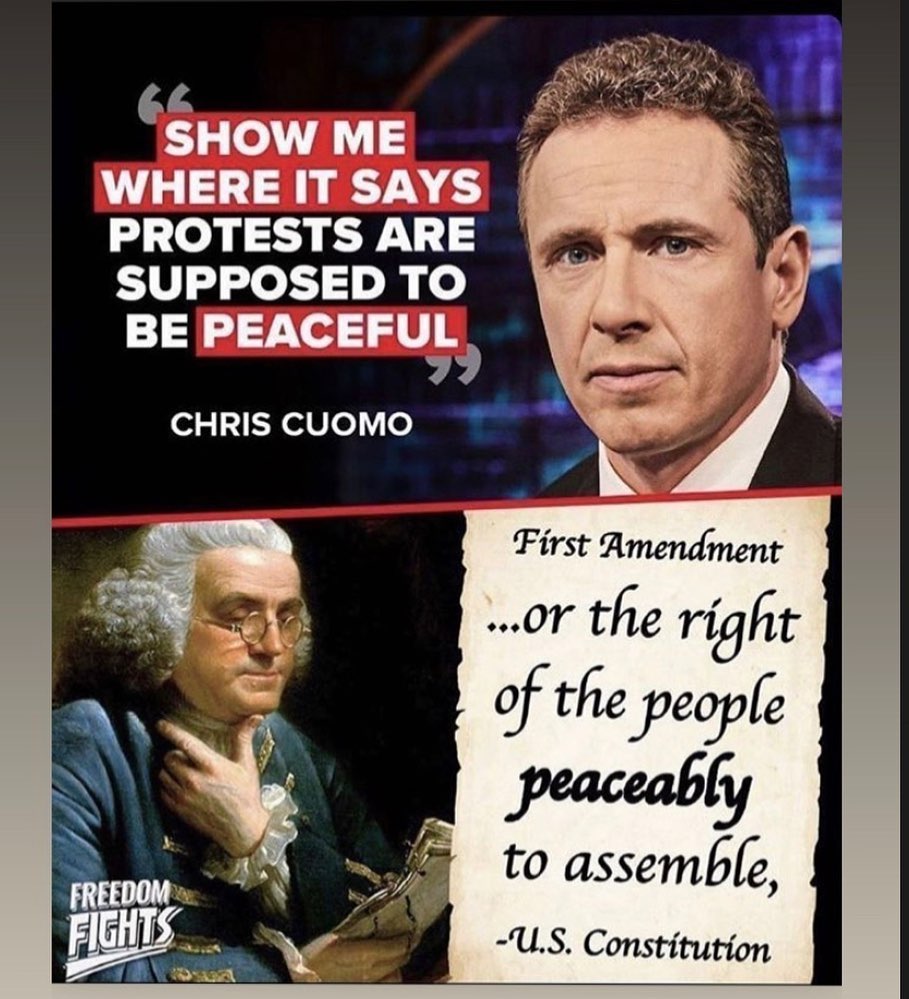 “SHOW ME
WHERE IT SAYS
PROTESTS ARE
SUPPOSED TO
BE PEACEFUL”
CHRIS CUOMO
First Amendment
...or the right
of the people
peaceably
to assemble,
-U.S. Constitution
FREEDOM
FIGHTS